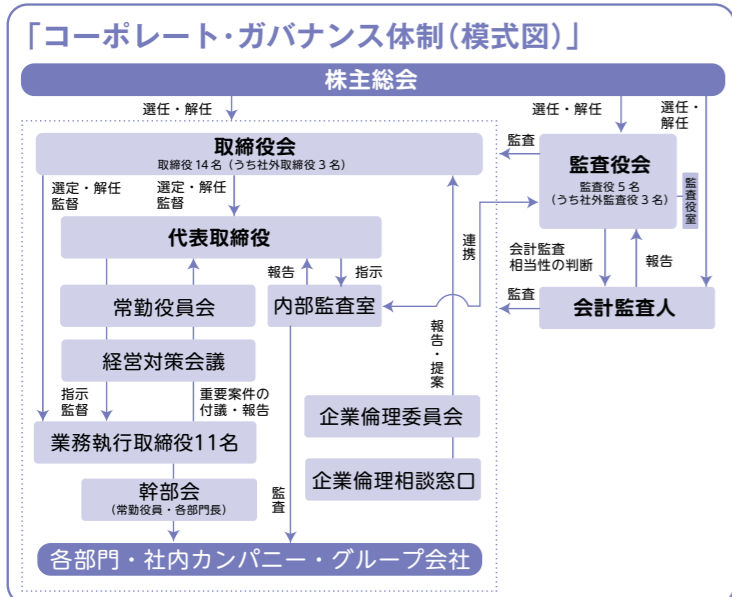 「コーポレート・ガバナンス体制（模式図）」
株主総会
選任・解任
選任・解任
選任・
解任
取締役会
取締役14名（うち社外取締役3名）
監査
監査役会
監査役5名
（うち社外監査役3名）
監査役室
選定・解任
監督
選定・解任
監督
代表取締役
連携
会計監査
相当性の判断
報告
報告
指示
常勤役員会
内部監査室
監査
会計監査人
経営対策会議
報告・提案
指示
監督
重要案件の
付議・報告
企業倫理委員会
業務執行取締役11名
企業倫理相談窓口
幹部会
（常勤役員・各部門長）
監査
各部門・社内カンパニー・グループ会社